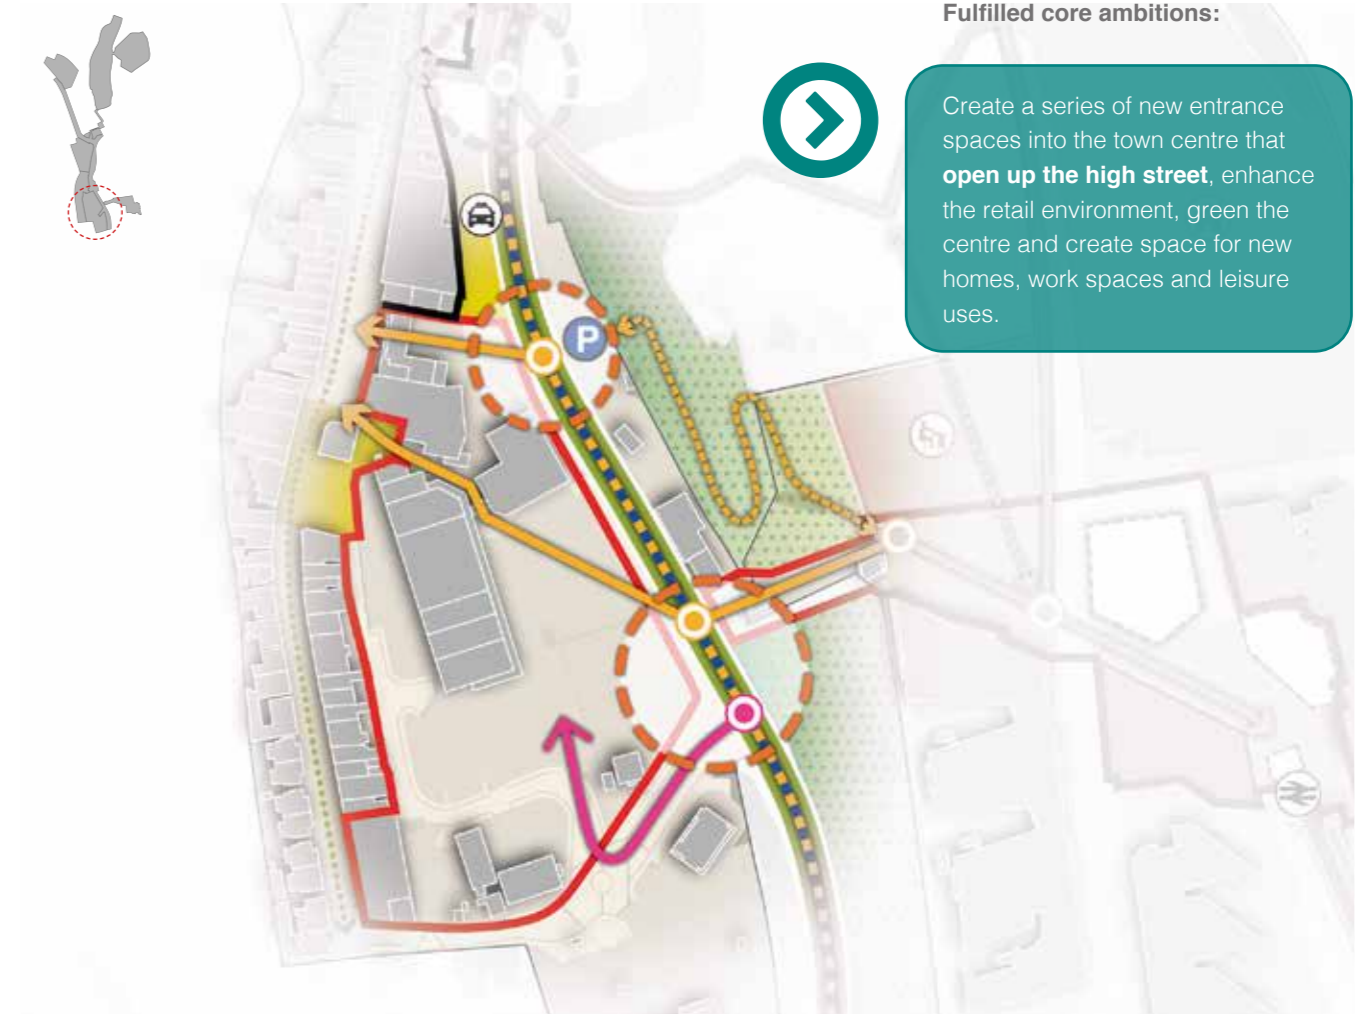 Fulfilled core ambitions:
Create a series of new entrance
spaces into the town centre that
open up the high street, enhance
the retail environment, green the
centre and create space for new
homes, work spaces and leisure
uses.
P